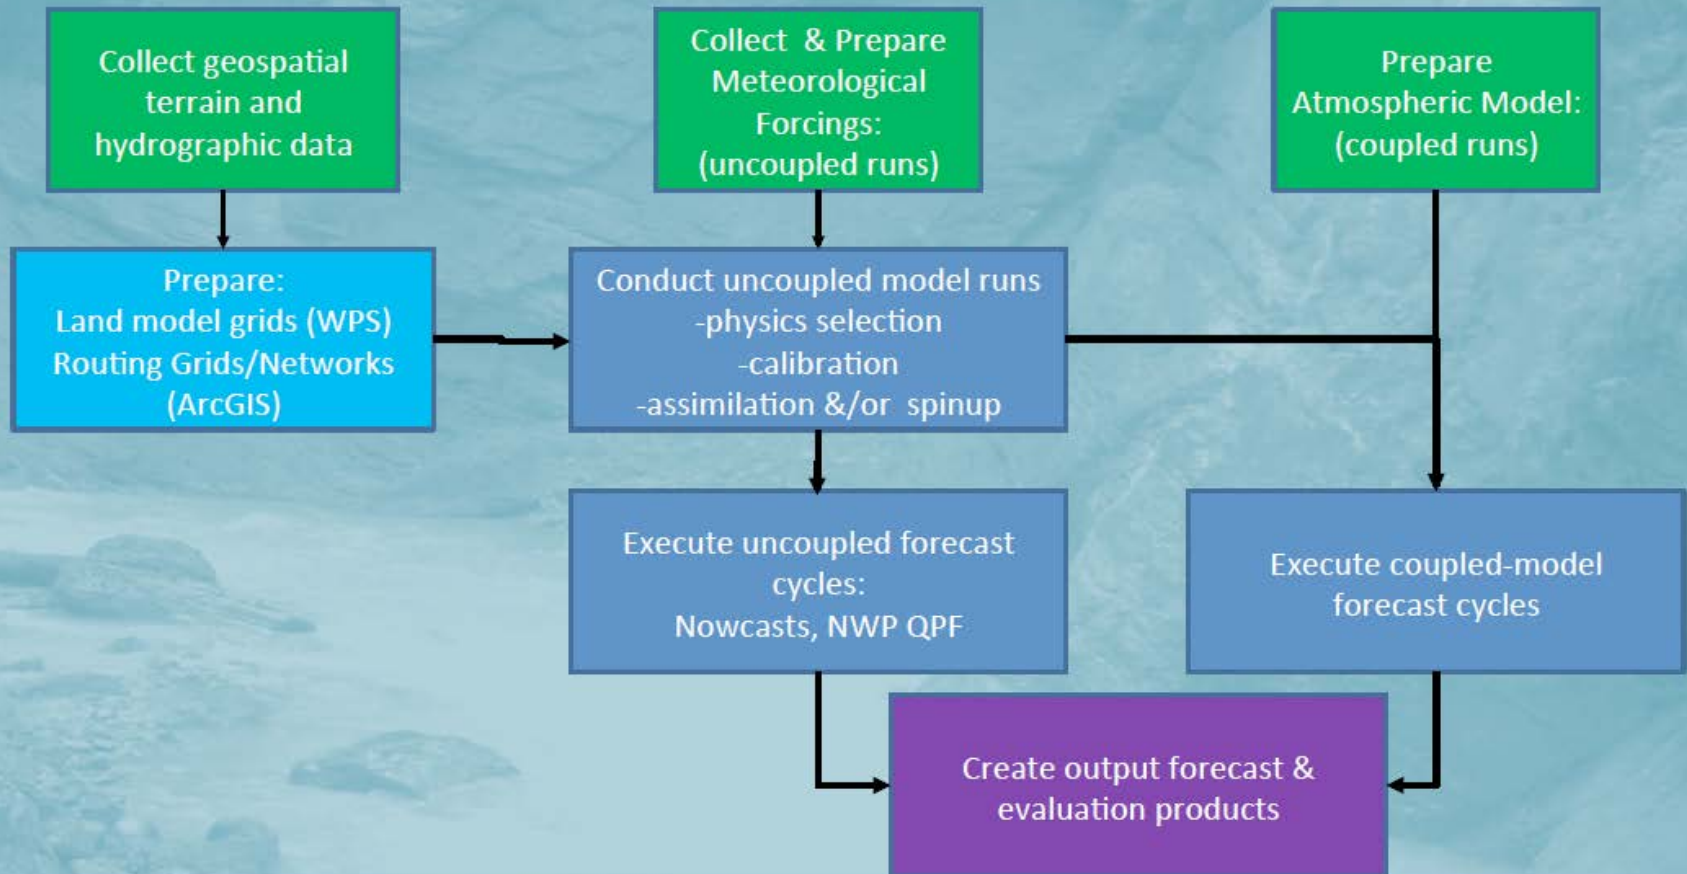 Collect geospatial
terrain and
hydrographic data
Collect & Prepare
Meteorological
Forcings:
(uncoupled runs)
Prepare
Atmospheric Model:
(coupled runs)
Prepare:
Land model grids (WPS)
Routing Grids/Networks
(ArcGIS)
Conduct uncoupled model runs
-physics selection
-calibration
-assimilation &/or spinup
Execute uncoupled forecast
cycles:
Nowcasts, NWP QPF
Execute coupled-model
forecast cycles
Create output forecast &
evaluation products